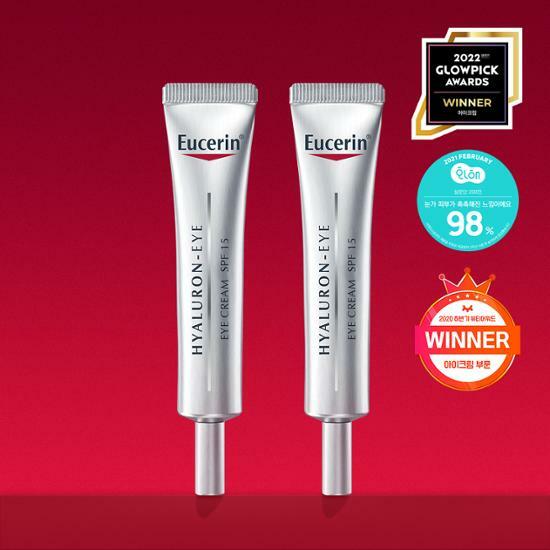 Eucerin®
HYALURON-EYE
EYE CREAM SPF 15
Eucerin®
HYALURON-EYE
EYE CREAM SPF 15
2022
GLOWPICK
AWARDS
WINNER
아이크림
2021 FEBRUARY
눈가 피부가 촉촉해진 느낌이에요
98%
2020 하반기 뷰티어워드
WINNER
아이크림 부문